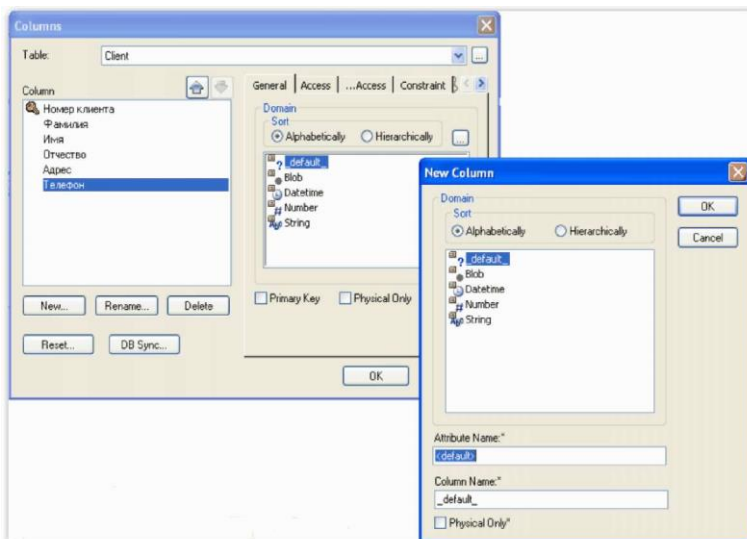 Columns
Table: Client ...
Column
Номер клиента
Фамилия
Имя
Отчество
Адрес
Телефон
New... Rename... Delete
Reset... DB Sync...
General Access ...Access Constraint
Domain
Sort
Alphabetically Hierarchically ...
_default_
Blob
Datetime
Number
String
Primary Key Physical Only
OK
New Column
Domain
Sort
Alphabetically Hierarchically
_default_
Blob
Datetime
Number
String
OK
Cancel
Attribute Name:*
<default>
Column Name:*
_default_
Physical Only*